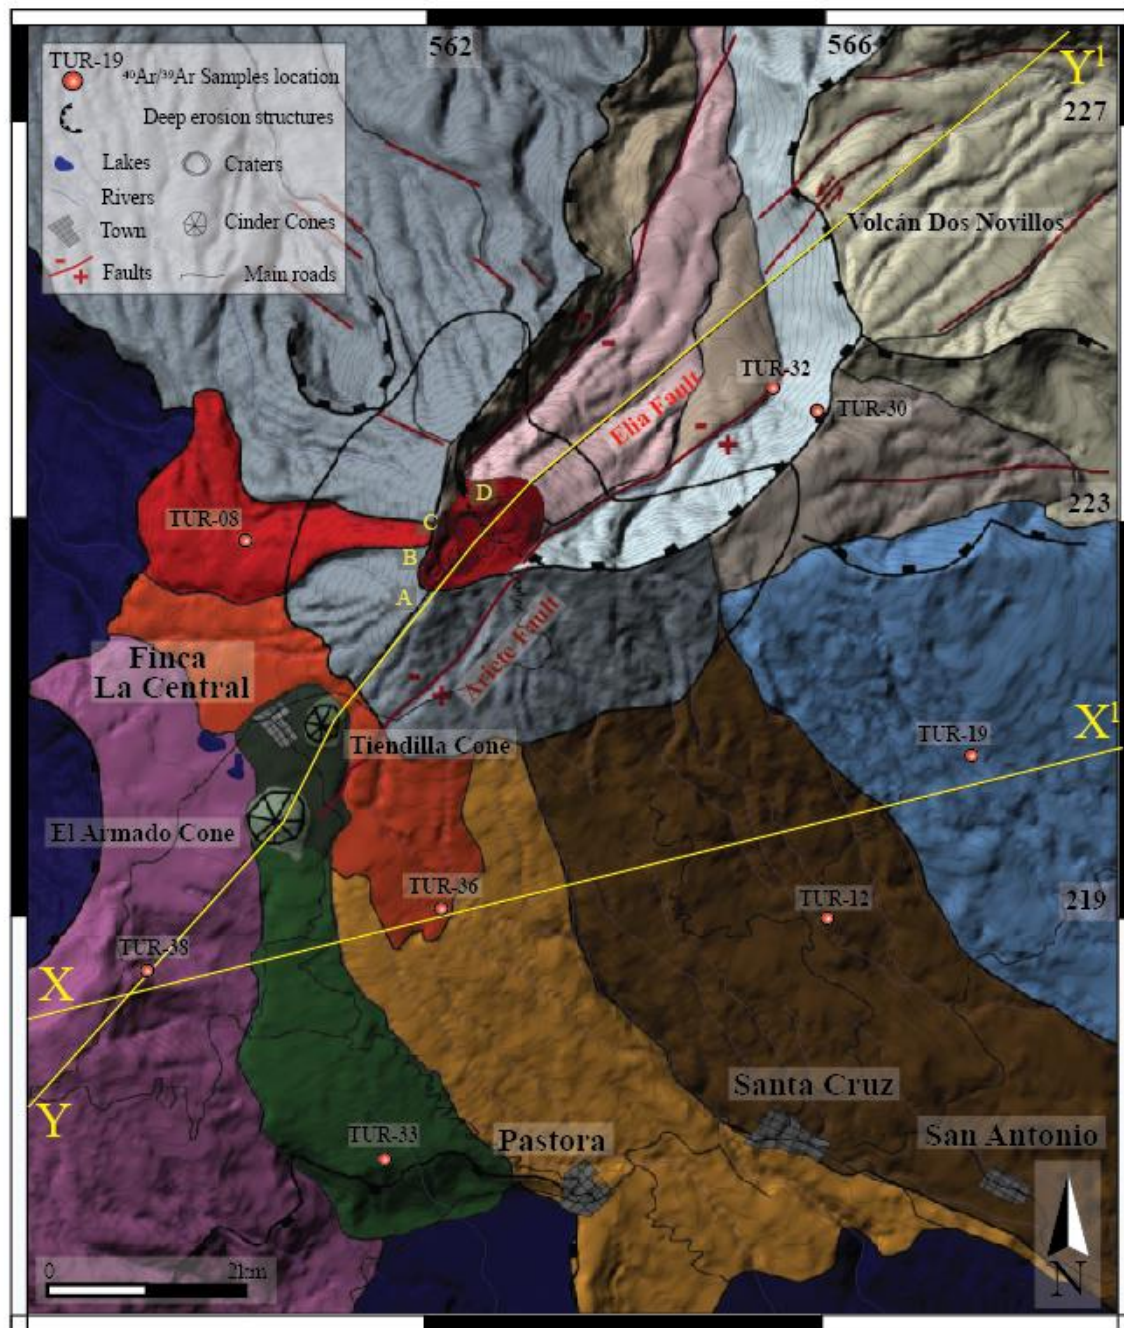 562
566
TUR-19
⁴⁰Ar/³⁹Ar Samples location
Deep erosion structures
Lakes
Craters
Rivers
Town
Cinder Cones
- Faults
+
Main roads
Y¹
227
Volcán Dos Novillos
-
-
TUR-32
TUR-30
Elia Fault
-
+
D
223
C
TUR-08
B
A
Ariete Fault
-
+
Finca
La Central
X¹
TUR-19
Tiendilla Cone
El Armado Cone
TUR-36
TUR-12
219
TUR-38
X
Y
Santa Cruz
TUR-33
Pastora
San Antonio
0
2km
N